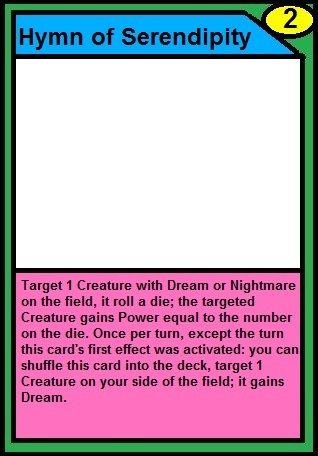 Hymn of Serendipity
2
Target 1 Creature with Dream or Nightmare
on the field, it roll a die; the targeted
Creature gains Power equal to the number
on the die. Once per turn, except the turn
this card's first effect was activated: you can
shuffle this card into the deck, target 1
Creature on your side of the field; it gains
Dream.